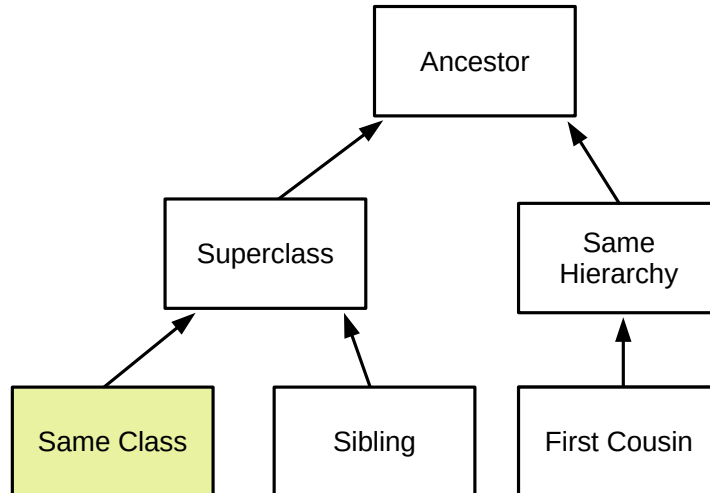 Ancestor
Superclass
Same
Hierarchy
Same Class
Sibling
First Cousin